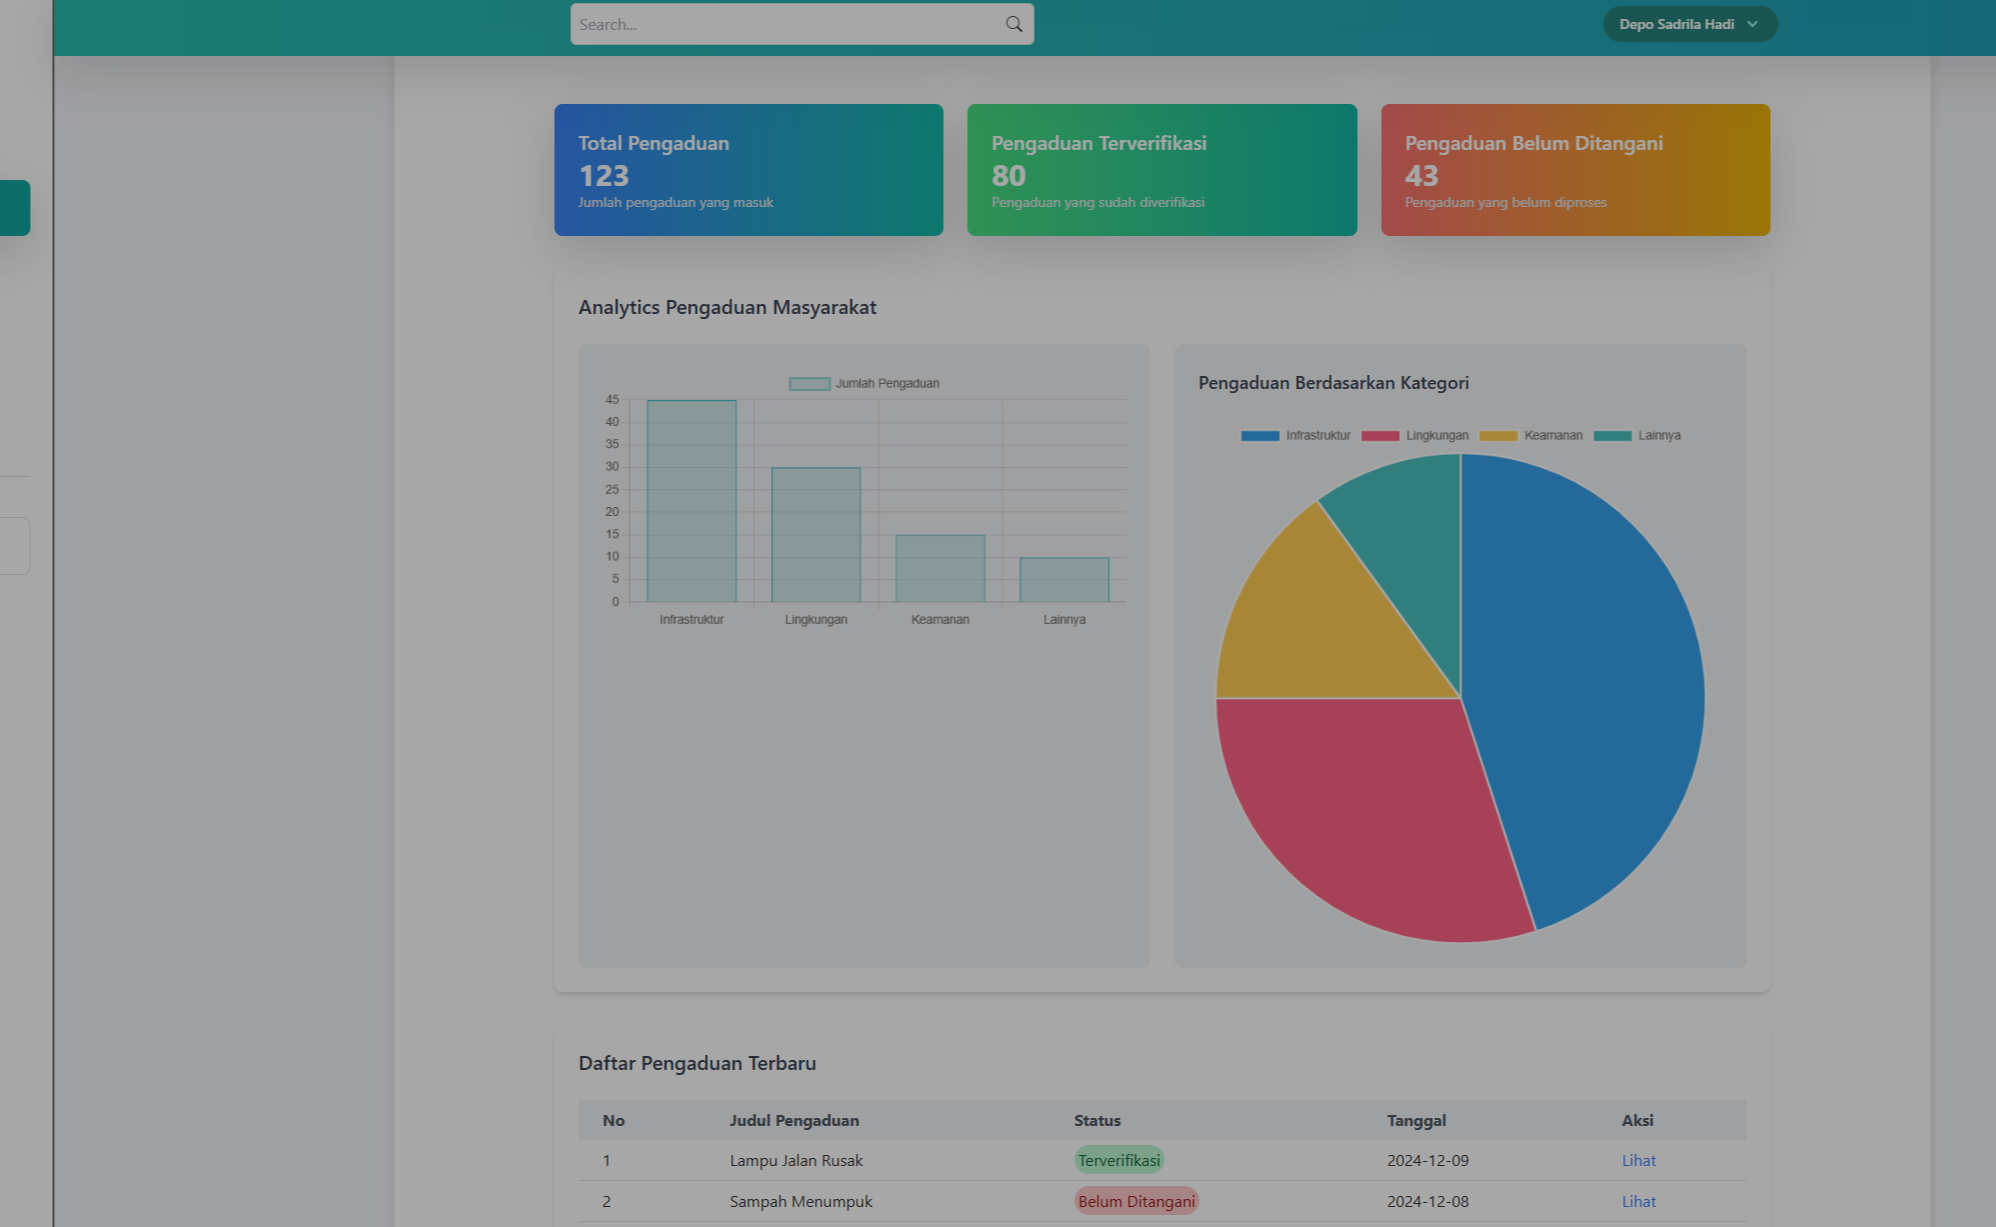 Search...
Depo Sadrila Hadi
Total Pengaduan
123
Jumlah pengaduan yang masuk
Pengaduan Terverifikasi
80
Pengaduan yang sudah diverifikasi
Pengaduan Belum Ditangani
43
Pengaduan yang belum diproses
Analytics Pengaduan Masyarakat
Jumlah Pengaduan
45
40
35
30
25
20
15
10
5
0
Infrastruktur Lingkungan Keamanan Lainnya
Pengaduan Berdasarkan Kategori
Infrastruktur Lingkungan Keamanan Lainnya
Daftar Pengaduan Terbaru
No Judul Pengaduan Status Tanggal Aksi
1 Lampu Jalan Rusak Terverifikasi 2024-12-09 Lihat
2 Sampah Menumpuk Belum Ditangani 2024-12-08 Lihat